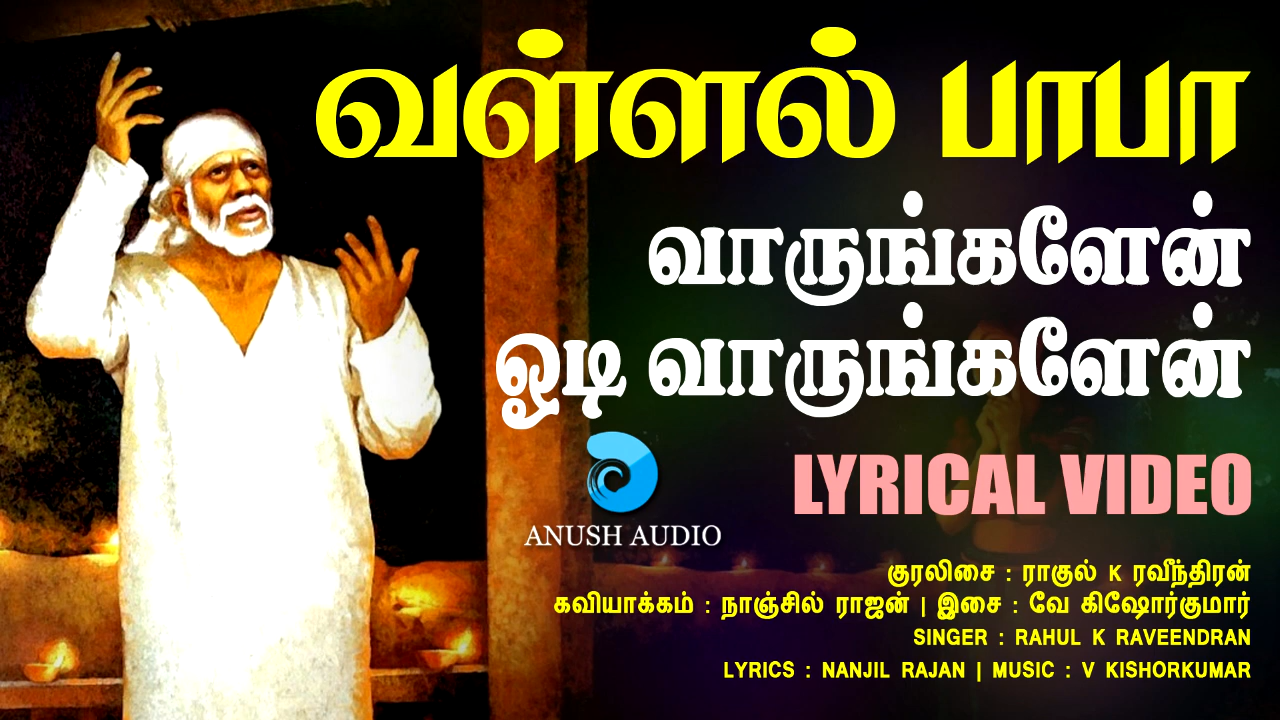 வள்ளல் பாபா
வாருங்களேன்
ஓடி வாருங்களேன்
LYRICAL VIDEO
ANUSH AUDIO
குரலிசை : ராகுல் K ரவீந்திரன்
கவியாக்கம் : நாஞ்சில் ராஜன் | இசை : வே கிஷோர்குமார்
SINGER : RAHUL K RAVEENDRAN
LYRICS : NANJIL RAJAN | MUSIC : V KISHORKUMAR